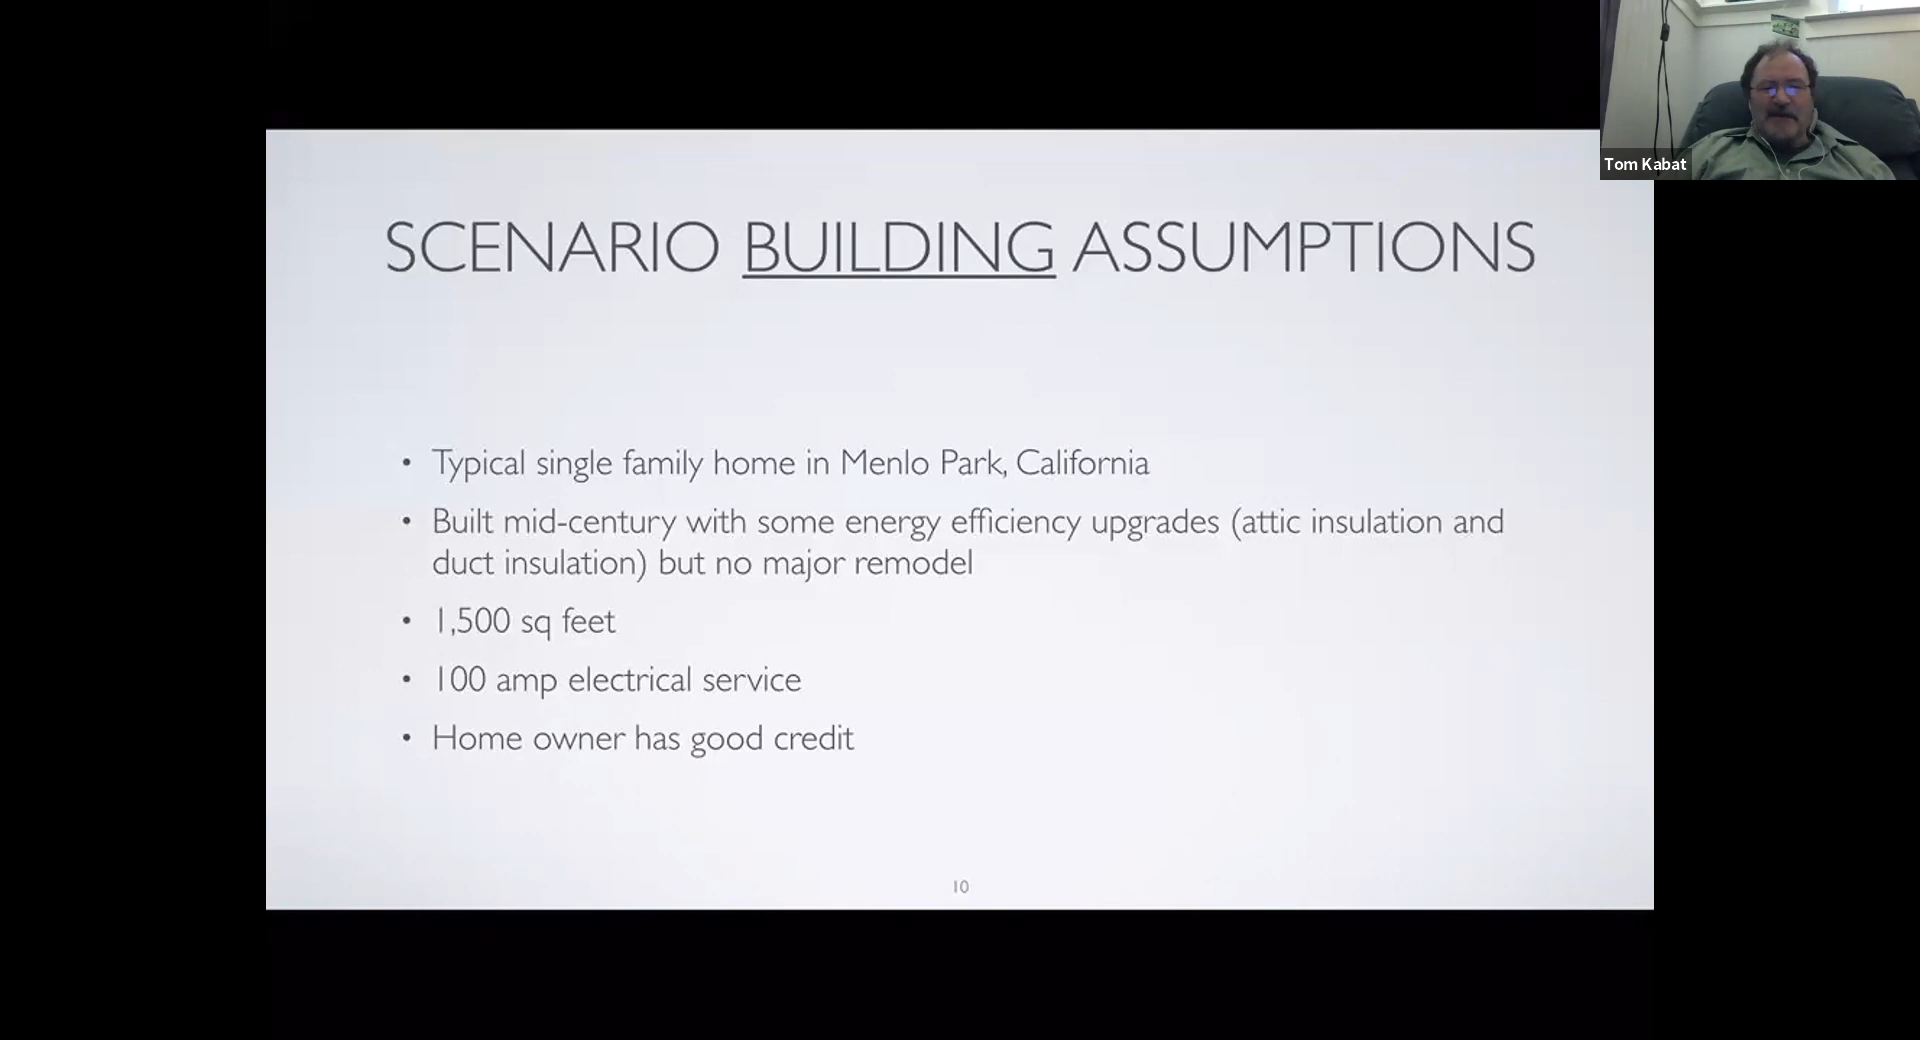 Tom Kabat
SCENARIO BUILDING ASSUMPTIONS
• Typical single family home in Menlo Park, California
• Built mid-century with some energy efficiency upgrades (attic insulation and
duct insulation) but no major remodel
• 1,500 sq feet
• 100 amp electrical service
• Home owner has good credit
10